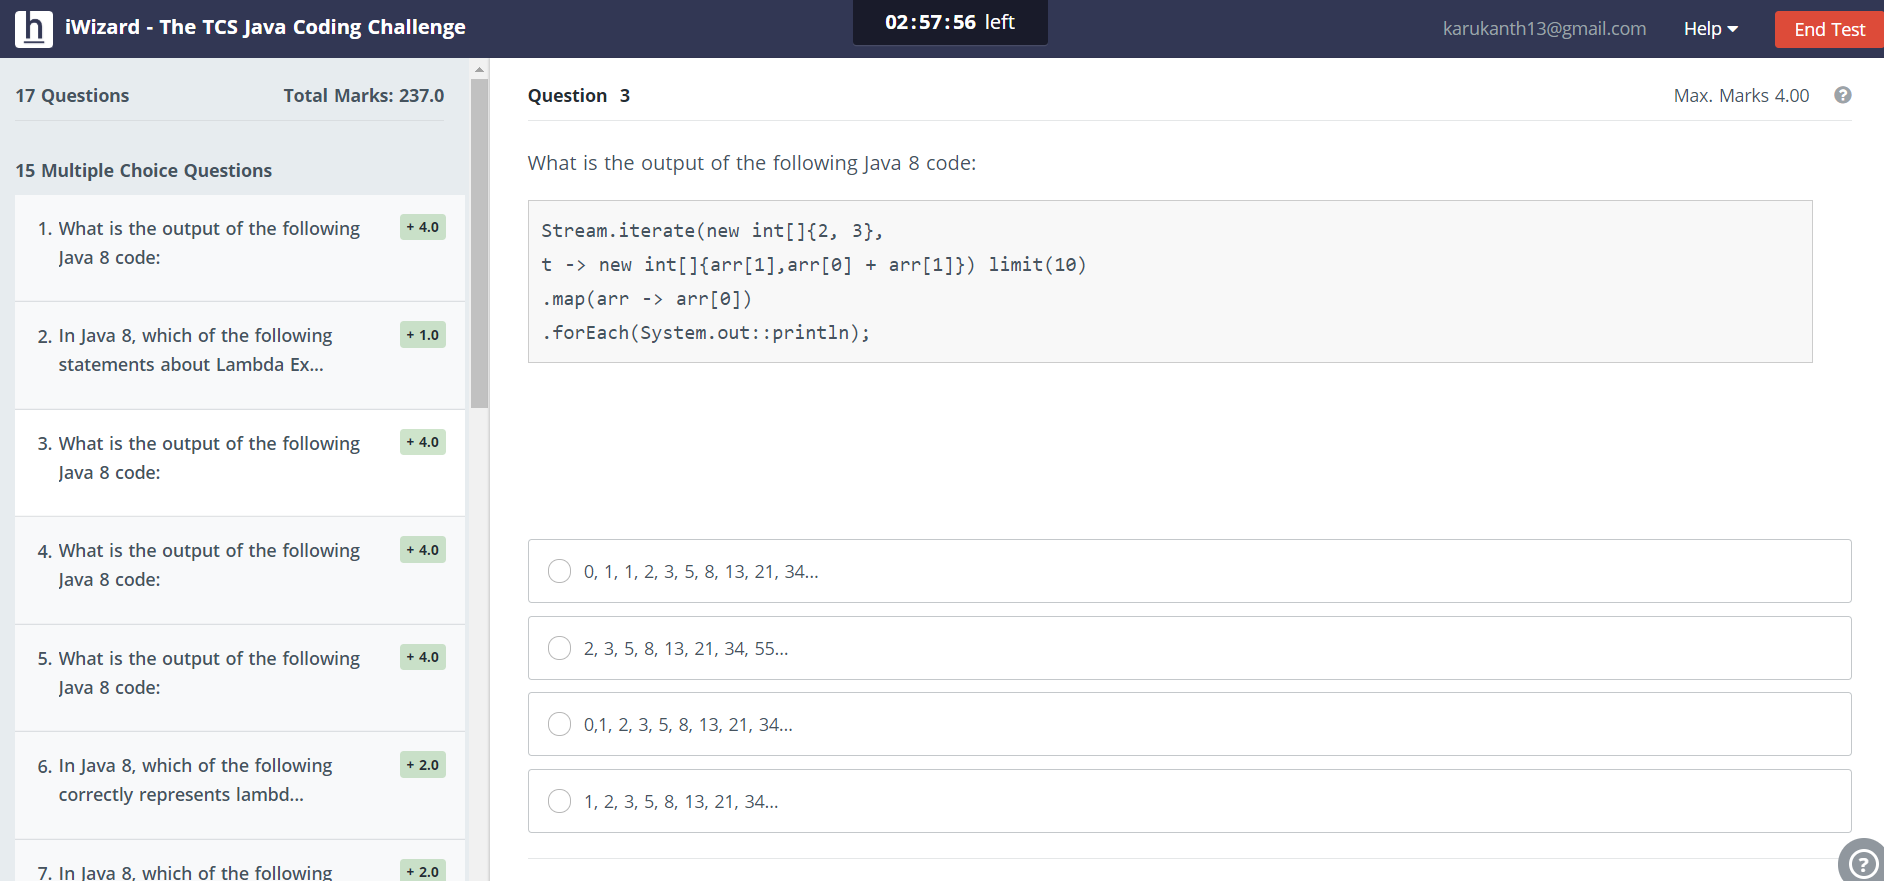 h iWizard - The TCS Java Coding Challenge
02:57:56 left
karukanth13@gmail.com
Help
End Test
17 Questions
Total Marks: 237.0
15 Multiple Choice Questions
1. What is the output of the following
Java 8 code:
+ 4.0
2. In Java 8, which of the following
statements about Lambda Ex...
+ 1.0
3. What is the output of the following
Java 8 code:
+ 4.0
4. What is the output of the following
Java 8 code:
+ 4.0
5. What is the output of the following
Java 8 code:
+ 4.0
6. In Java 8, which of the following
correctly represents lambd...
+ 2.0
7. In Java 8, which of the following
+ 2.0
Question 3
Max. Marks 4.00
?
What is the output of the following Java 8 code:
Stream.iterate(new int[]{2, 3},
t -> new int[]{arr[1],arr[0] + arr[1]}) limit(10)
.map(arr -> arr[0])
.forEach(System.out::println);
0, 1, 1, 2, 3, 5, 8, 13, 21, 34...
2, 3, 5, 8, 13, 21, 34, 55...
0,1, 2, 3, 5, 8, 13, 21, 34...
1, 2, 3, 5, 8, 13, 21, 34...
?